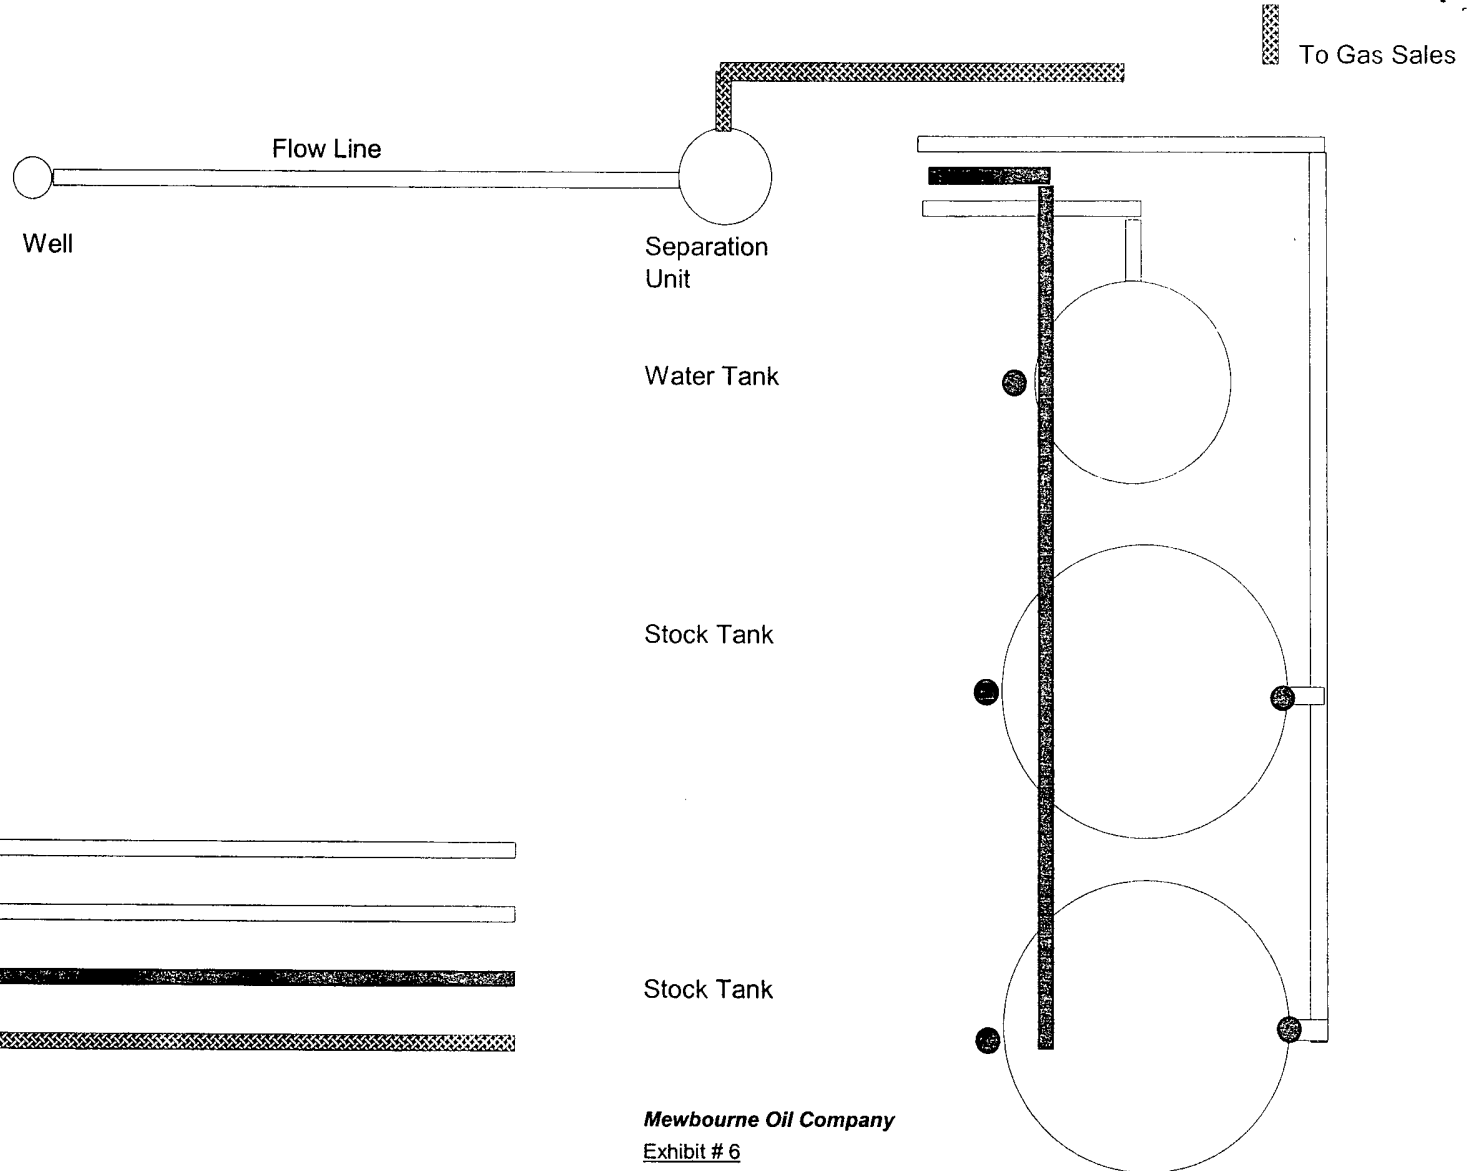 To Gas Sales
Flow Line
Well
Separation
Unit
Water Tank
Stock Tank
Stock Tank
Mewbourne Oil Company
Exhibit # 6